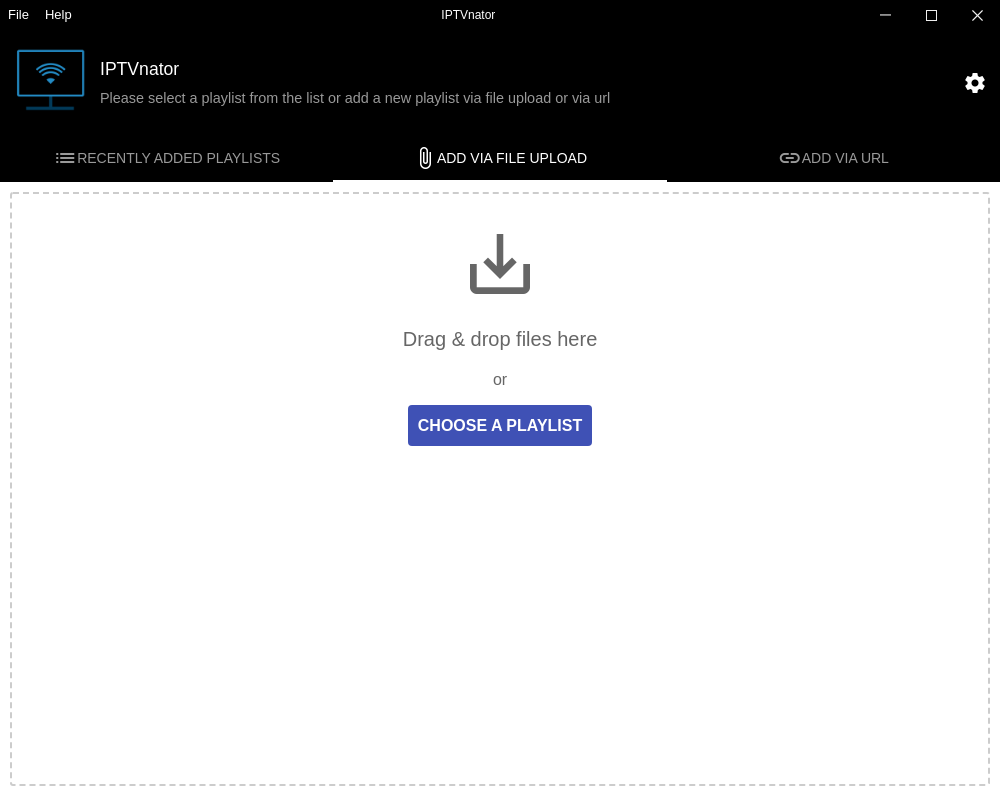 File Help IPTVnator
IPTVnator
Please select a playlist from the list or add a new playlist via file upload or via url
RECENTLY ADDED PLAYLISTS ADD VIA FILE UPLOAD ADD VIA URL
Drag & drop files here
or
CHOOSE A PLAYLIST